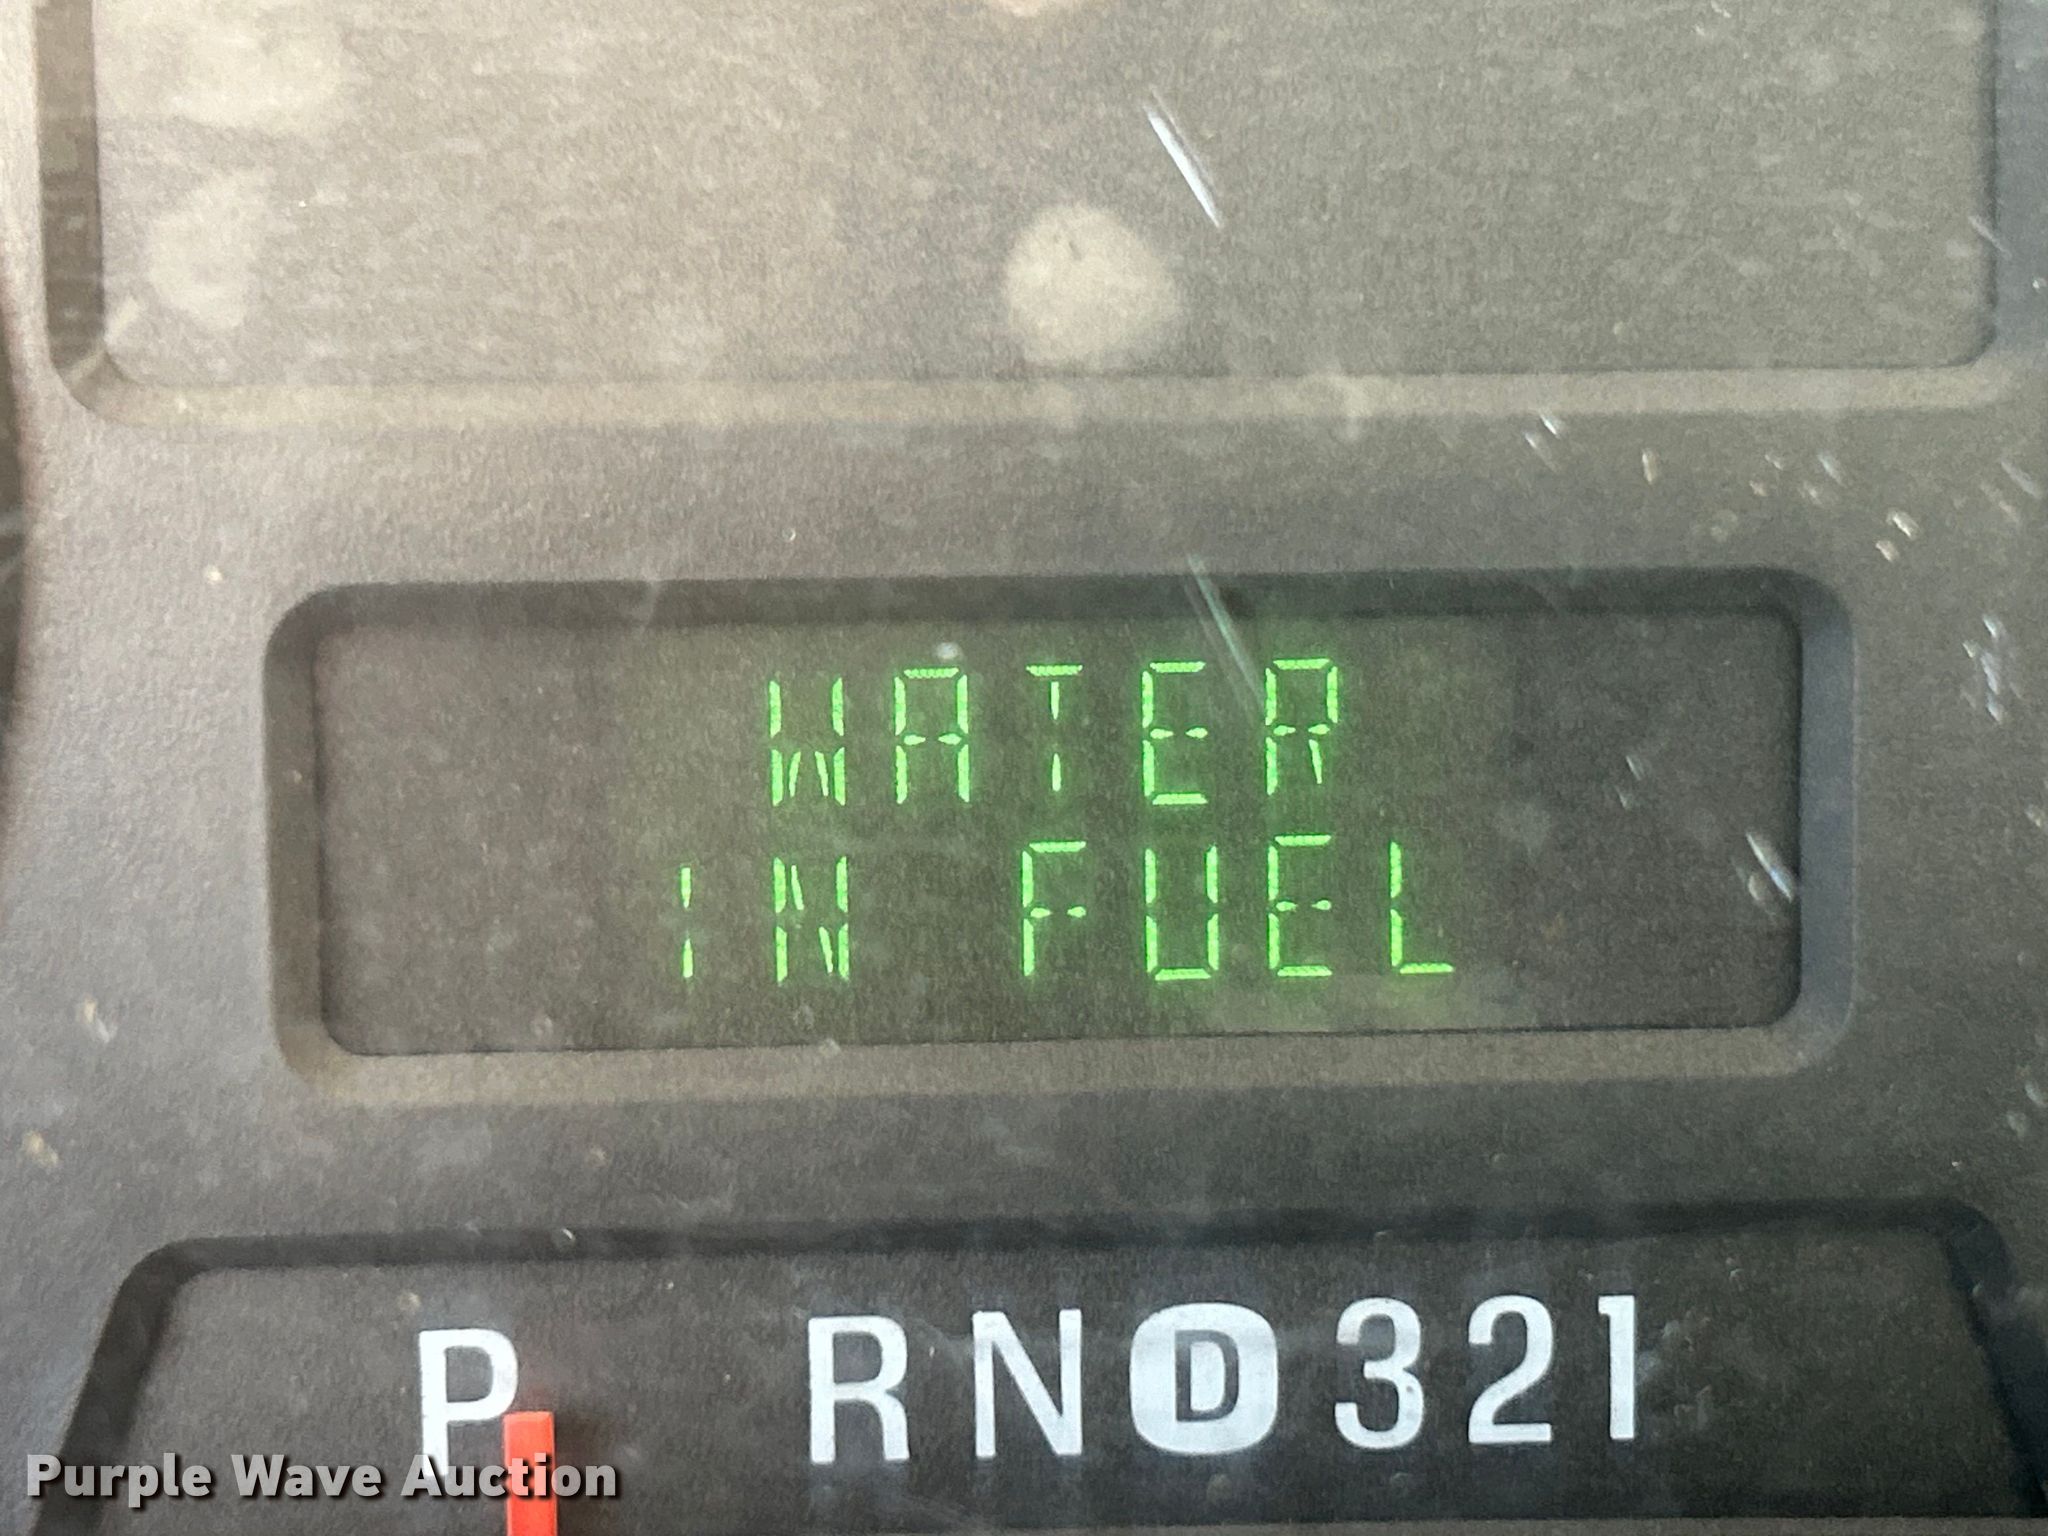 WATER
IN FUEL
P RND321
Purple Wave Auction